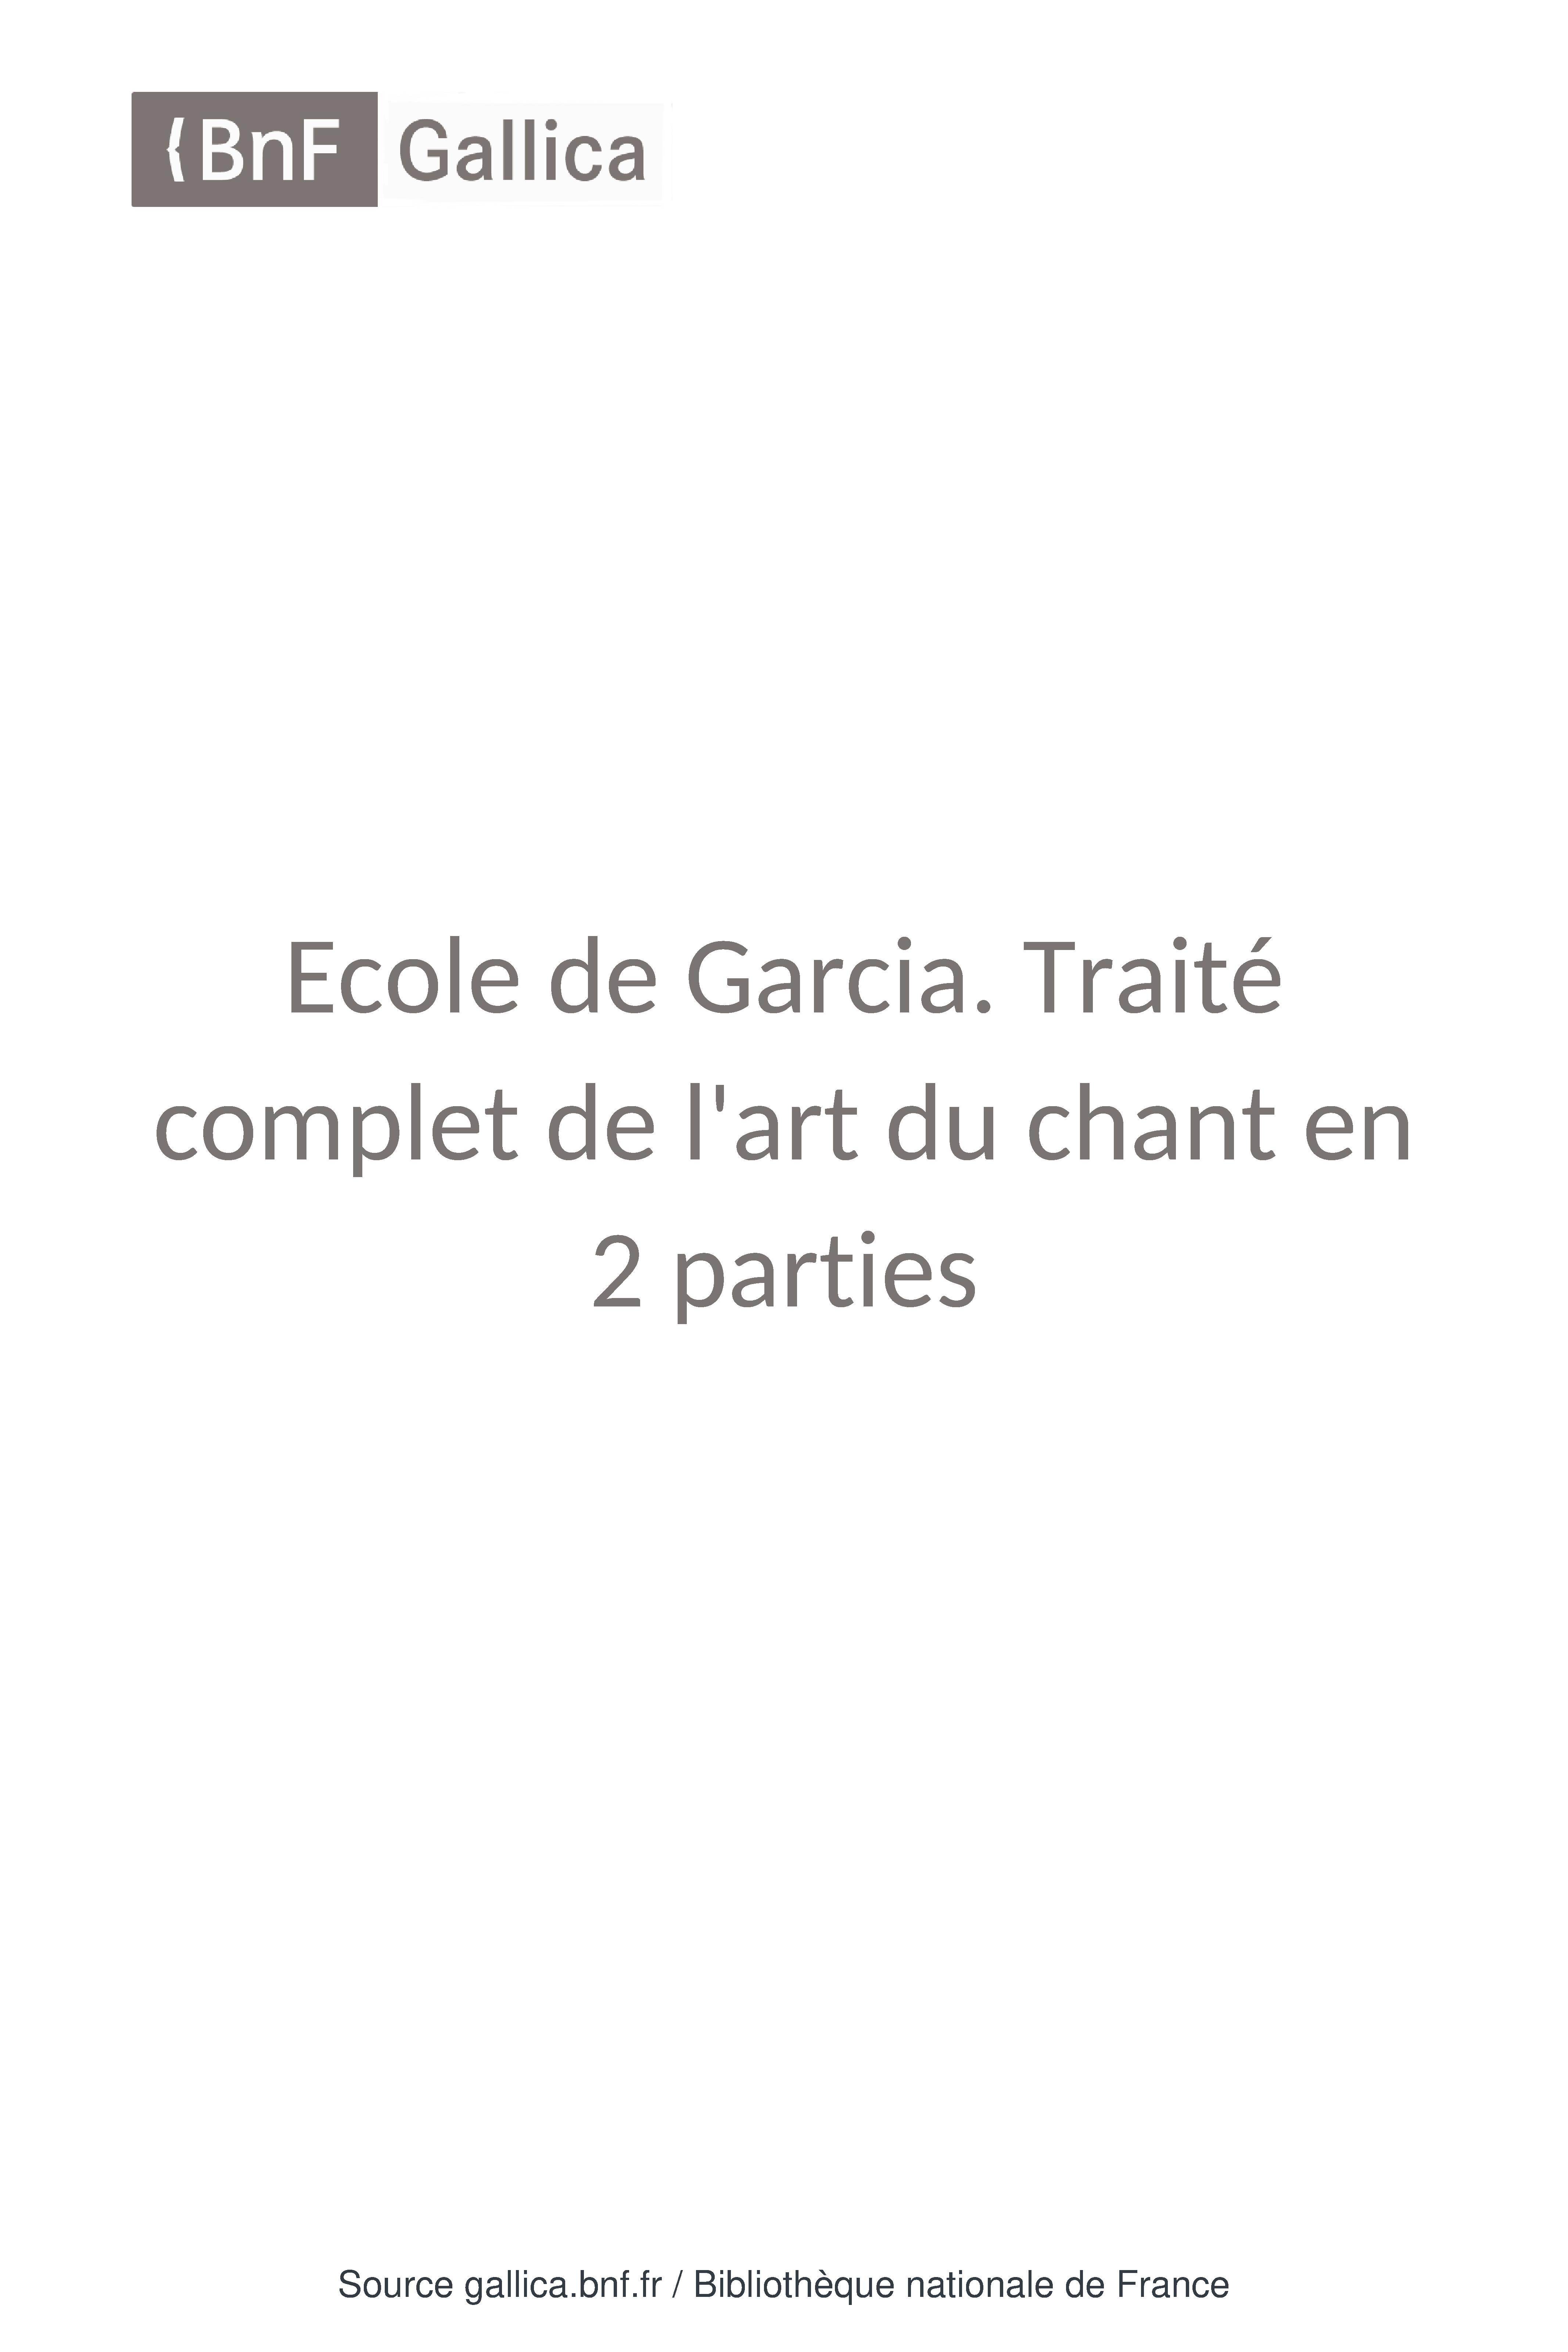 {BnF Gallica
Ecole de Garcia. Traité
complet de l'art du chant en
2 parties
Source gallica.bnf.fr / Bibliothèque nationale de France